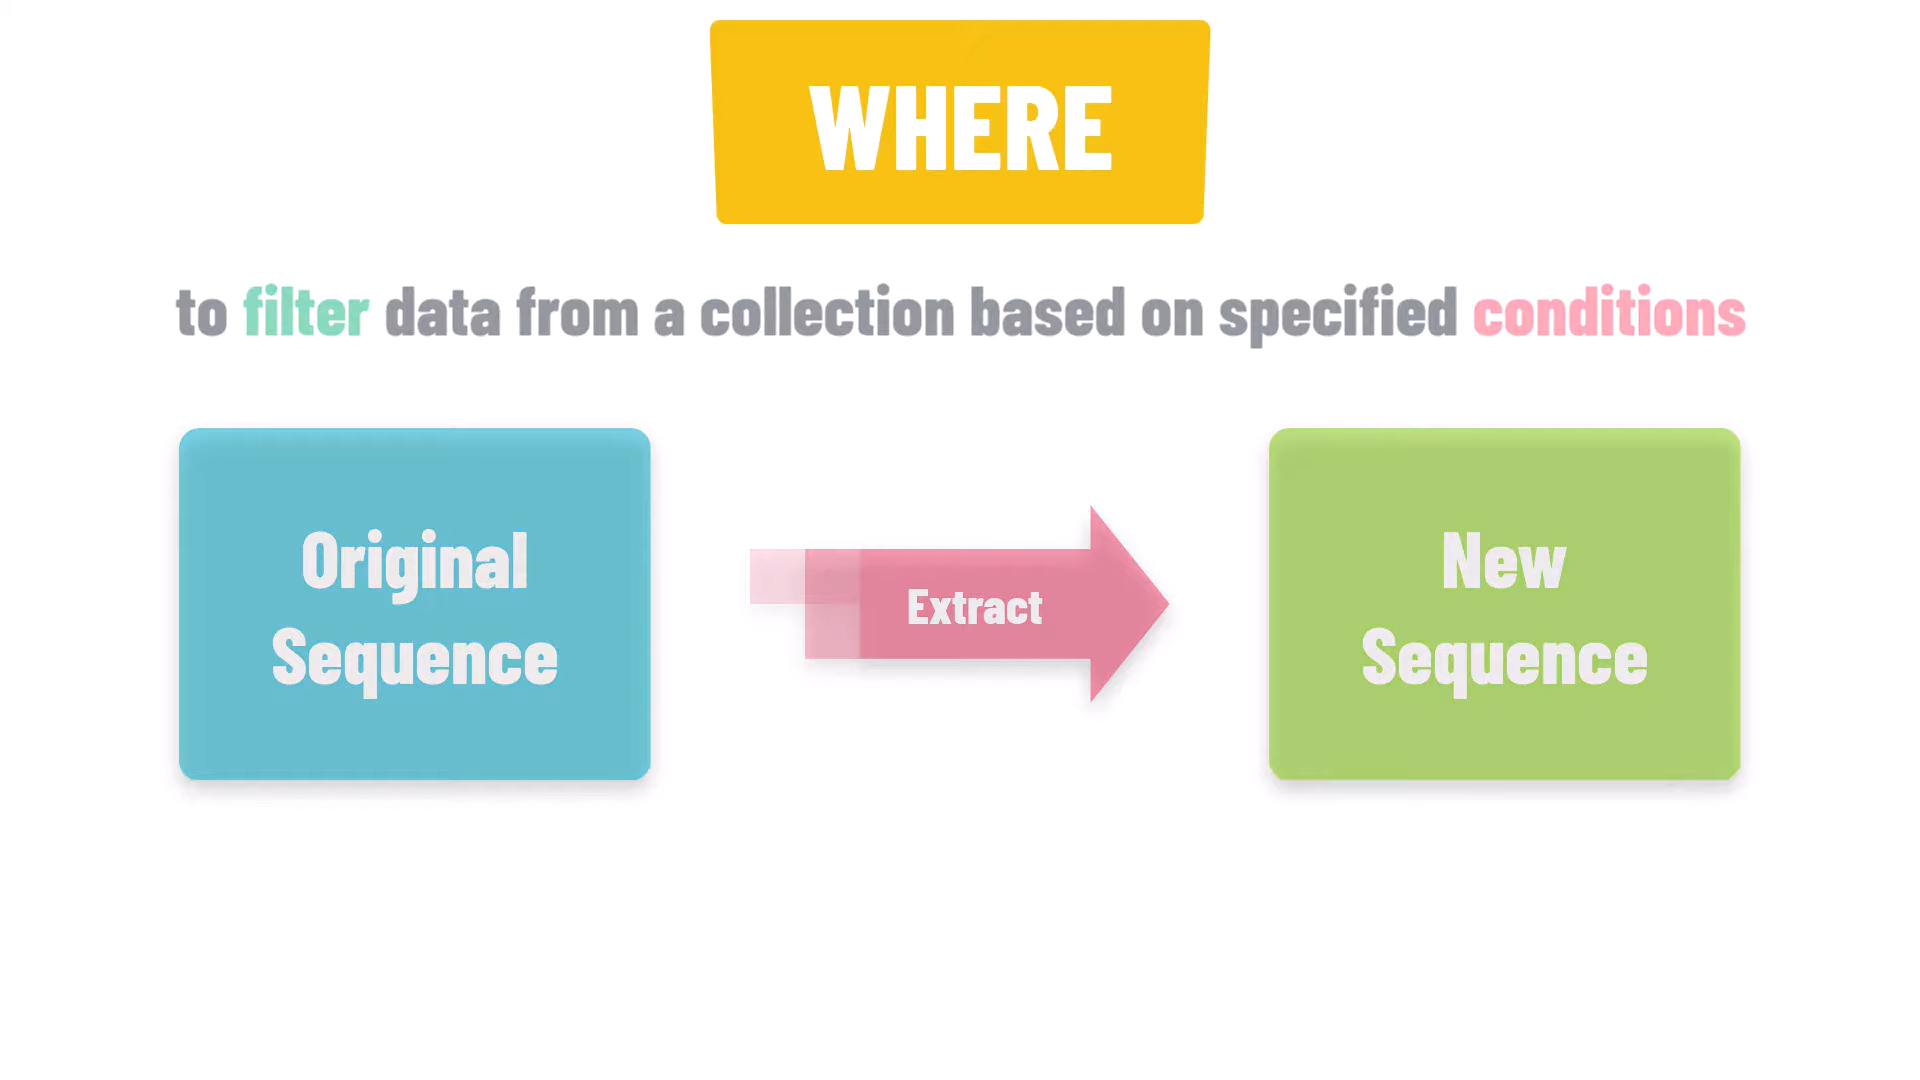 WHERE
to filter data from a collection based on specified conditions
Original
Sequence
Extract
New
Sequence